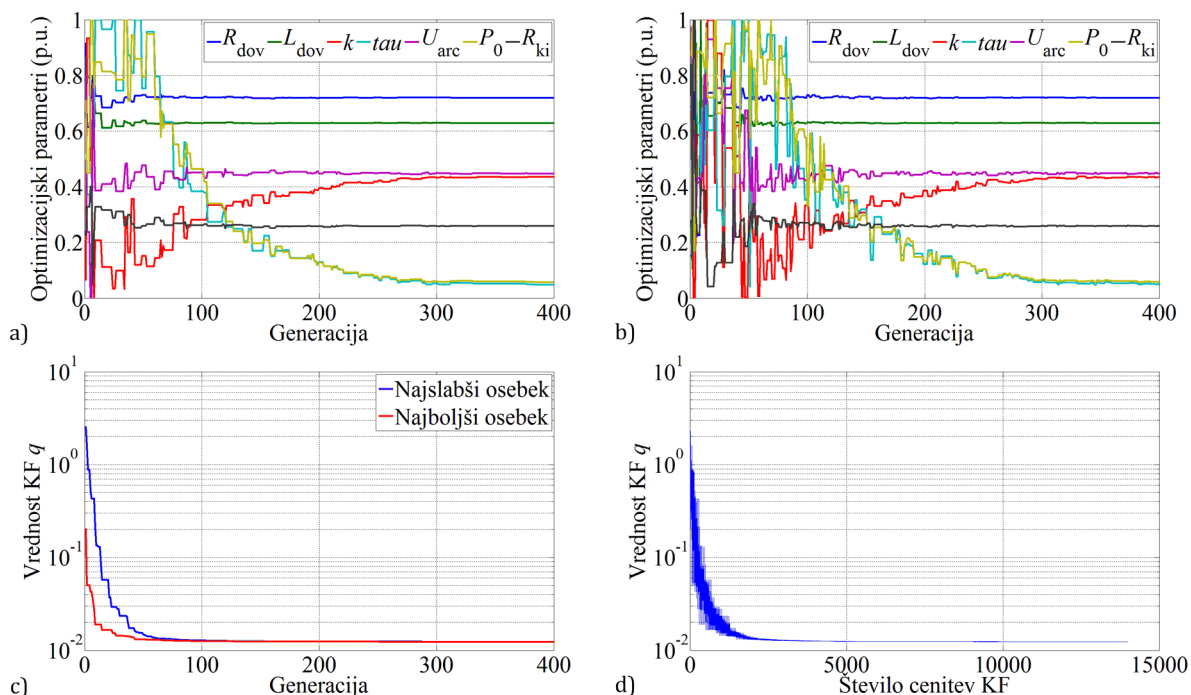 a)
Optimizacijski parametri (p.u.)
1
0.8
0.6
0.4
0.2
0
0 100 200 300 400
Generacija
R_dov L_dov k tau U_arc P_0 R_ki
b)
Optimizacijski parametri (p.u.)
1
0.8
0.6
0.4
0.2
0
0 100 200 300 400
Generacija
R_dov L_dov k tau U_arc P_0 R_ki
c)
Vrednost KF q
10^1
10^0
10^-1
10^-2
0 100 200 300 400
Generacija
Najslabši osebek
Najboljši osebek
d)
Vrednost KF q
10^1
10^0
10^-1
10^-2
0 5000 10000 15000
Število cenitev KF